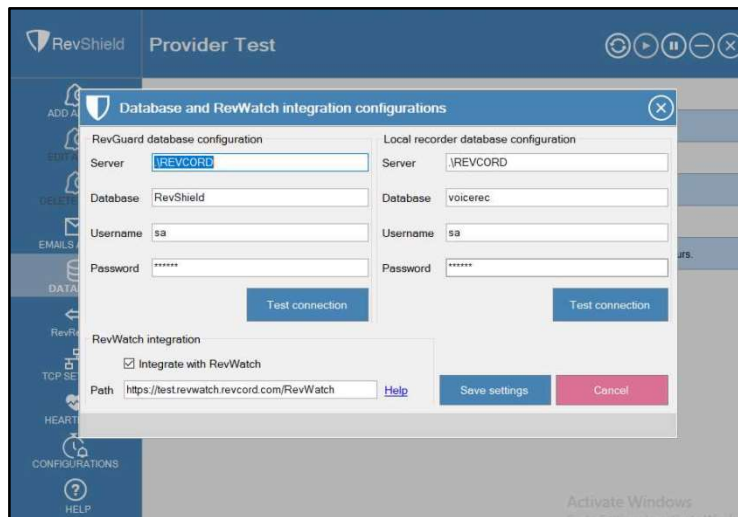 RevShield
Provider Test
ADD A
EDIT A
DELETE
EMAILS A
DATA
RevRe
TCP SE
HEART
CONFIGURATIONS
HELP
Database and RevWatch integration configurations
RevGuard database configuration
Server .\REVCORD
Database RevShield
Username sa
Password ******
Test connection
Local recorder database configuration
Server .\REVCORD
Database voicerec
Username sa
Password ******
Test connection
RevWatch integration
Integrate with RevWatch
Path https://test.revwatch.revcord.com/RevWatch Help
Save settings
Cancel
urs.
Activate Windows